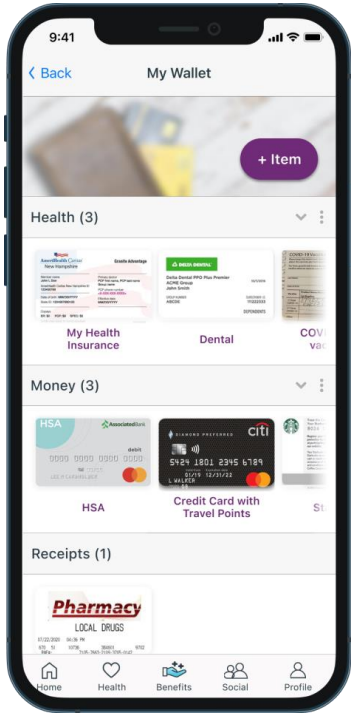 9:41
Back
My Wallet
+ Item
Health (3)
AmeriHealth Caritas
New Hampshire
Granite Advantage
DELTA DENTAL
Delta Dental PPO Plus Premier
ACME Group
John Smith
My Health
Insurance
Dental
COV
vac
Money (3)
HSA
AssociatedBank
debit
0000 0000 0000 0000
DIAMOND PREFERRED
citi
5424 1801 2345 6789
01/19 12/31/22
L WALKER
HSA
Credit Card with
Travel Points
St
Receipts (1)
Pharmacy
LOCAL DRUGS
Home
Health
Benefits
Social
Profile